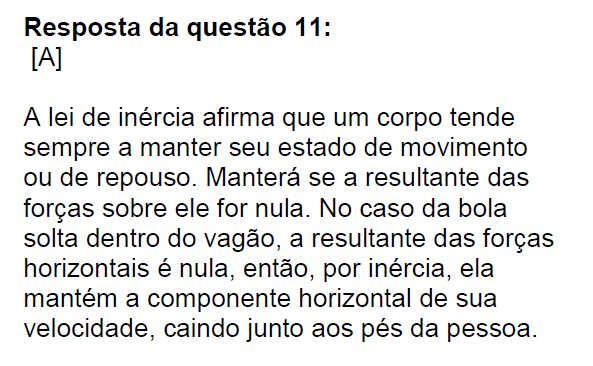 Resposta da questão 11:
[A]
A lei de inércia afirma que um corpo tende
sempre a manter seu estado de movimento
ou de repouso. Manterá se a resultante das
forças sobre ele for nula. No caso da bola
solta dentro do vagão, a resultante das forças
horizontais é nula, então, por inércia, ela
mantém a componente horizontal de sua
velocidade, caindo junto aos pés da pessoa.